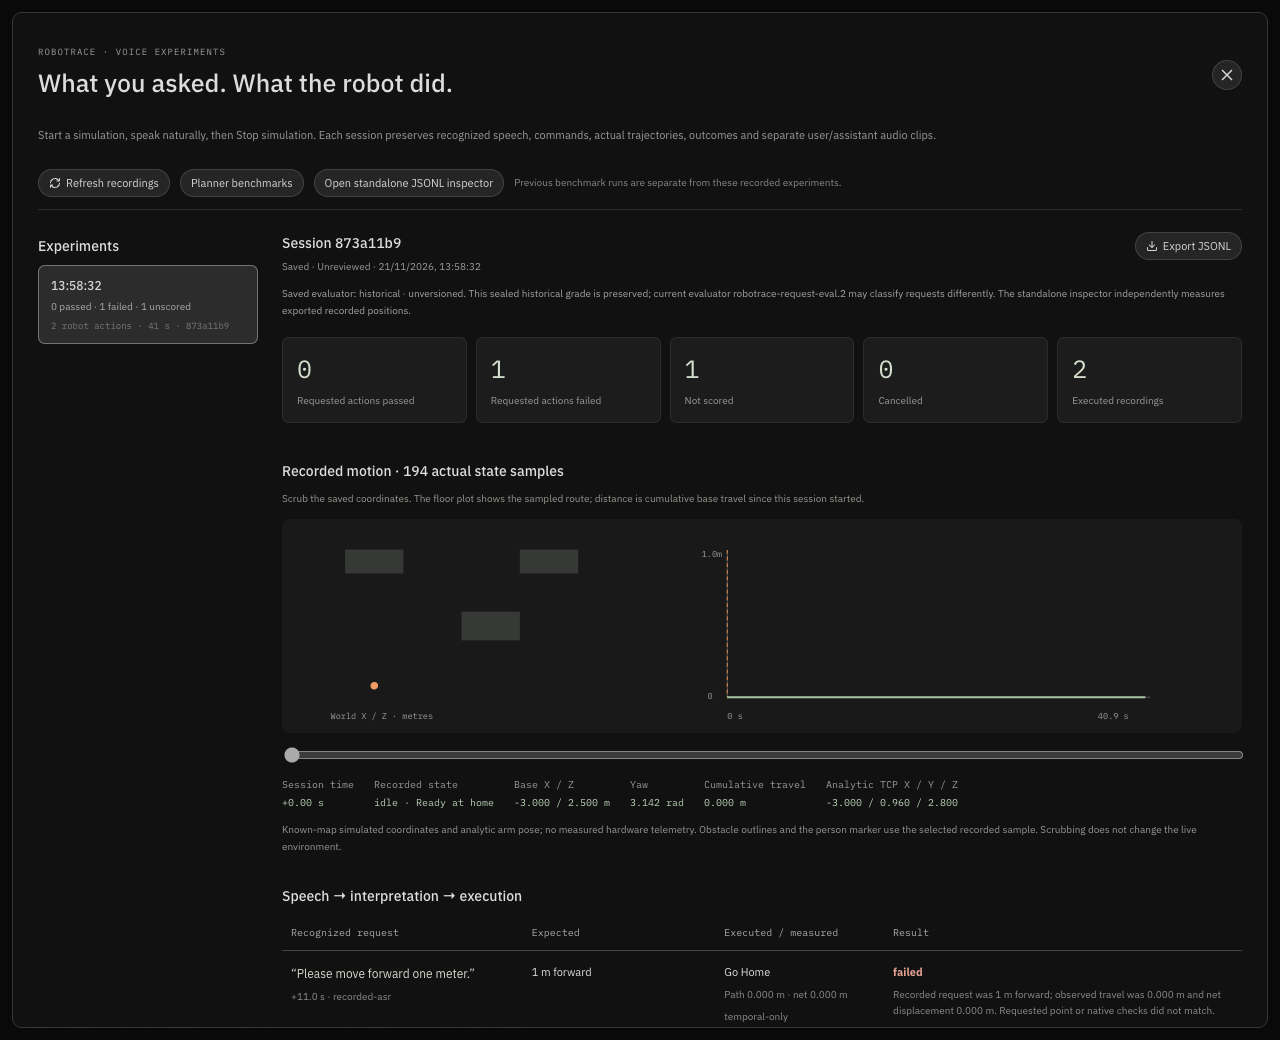 ROBOTRACE · VOICE EXPERIMENTS
What you asked. What the robot did.
Start a simulation, speak naturally, then Stop simulation. Each session preserves recognized speech, commands, actual trajectories, outcomes and separate user/assistant audio clips.
Refresh recordings
Planner benchmarks
Open standalone JSONL inspector
Previous benchmark runs are separate from these recorded experiments.
Experiments
13:58:32
0 passed · 1 failed · 1 unscored
2 robot actions · 41 s · 873a11b9
Session 873a11b9
Saved · Unreviewed · 21/11/2026, 13:58:32
Export JSONL
Saved evaluator: historical · unversioned. This sealed historical grade is preserved; current evaluator robotrace-request-eval.2 may classify requests differently. The standalone inspector independently measures
exported recorded positions.
0
Requested actions passed
1
Requested actions failed
1
Not scored
0
Cancelled
2
Executed recordings
Recorded motion · 194 actual state samples
Scrub the saved coordinates. The floor plot shows the sampled route; distance is cumulative base travel since this session started.
1.0m
0
World X / Z · metres
0 s
40.9 s
Session time
+0.00 s
Recorded state
idle · Ready at home
Base X / Z
-3.000 / 2.500 m
Yaw
3.142 rad
Cumulative travel
0.000 m
Analytic TCP X / Y / Z
-3.000 / 0.960 / 2.800
Known-map simulated coordinates and analytic arm pose; no measured hardware telemetry. Obstacle outlines and the person marker use the selected recorded sample. Scrubbing does not change the live
environment.
Speech → interpretation → execution
Recognized request
Expected
Executed / measured
Result
“Please move forward one meter.”
+11.0 s · recorded-asr
1 m forward
Go Home
Path 0.000 m · net 0.000 m
temporal-only
failed
Recorded request was 1 m forward; observed travel was 0.000 m and net
displacement 0.000 m. Requested point or native checks did not match.